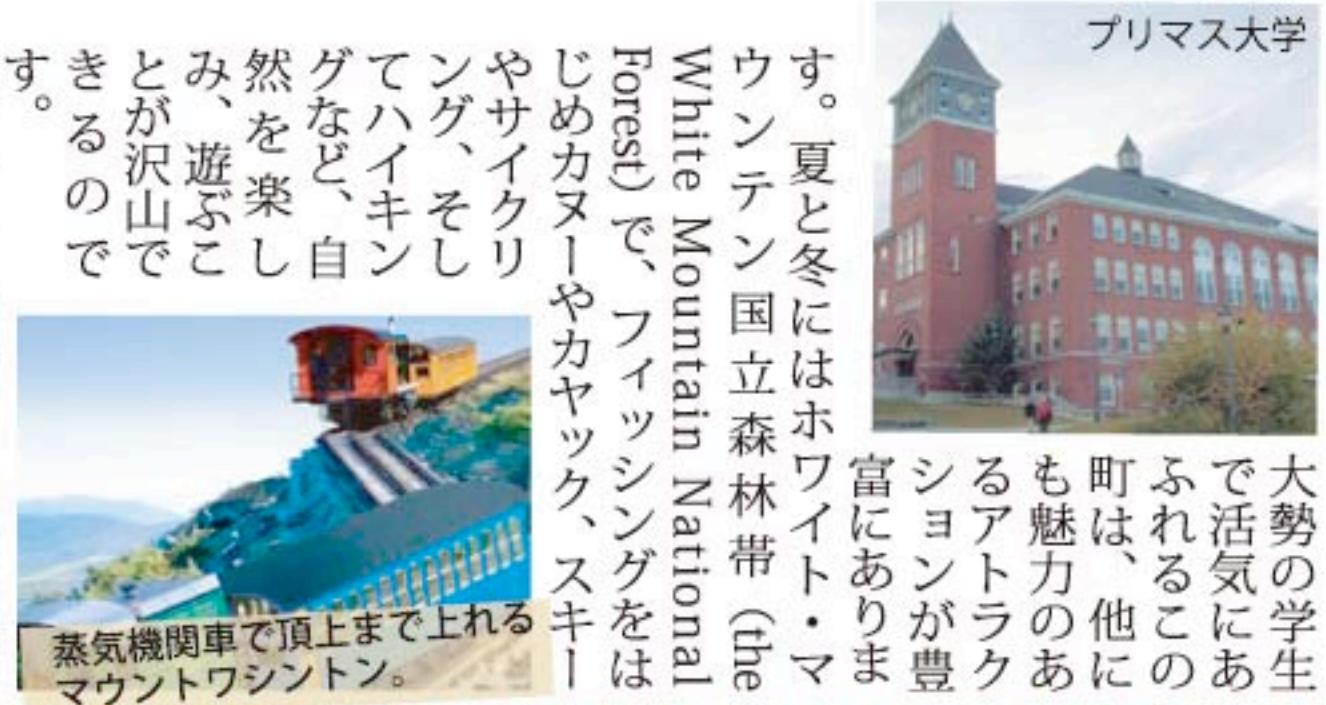 プリマス大学
大勢の学生
で活気にあ
ふれるこの
町は、他に
も魅力のあ
るアトラク
ションが豊
富にありま
す。夏と冬にはホワイト・マ
ウンテン国立森林帯（the
White Mountain National
Forest）で、フィッシングをは
じめカヌーやカヤック、スキー
やサイクリ
ング、そし
てハイキン
グなど、自
然を楽し
み、遊ぶこ
とが沢山で
きるので
す。
蒸気機関車で頂上まで上れる
マウントワシントン。